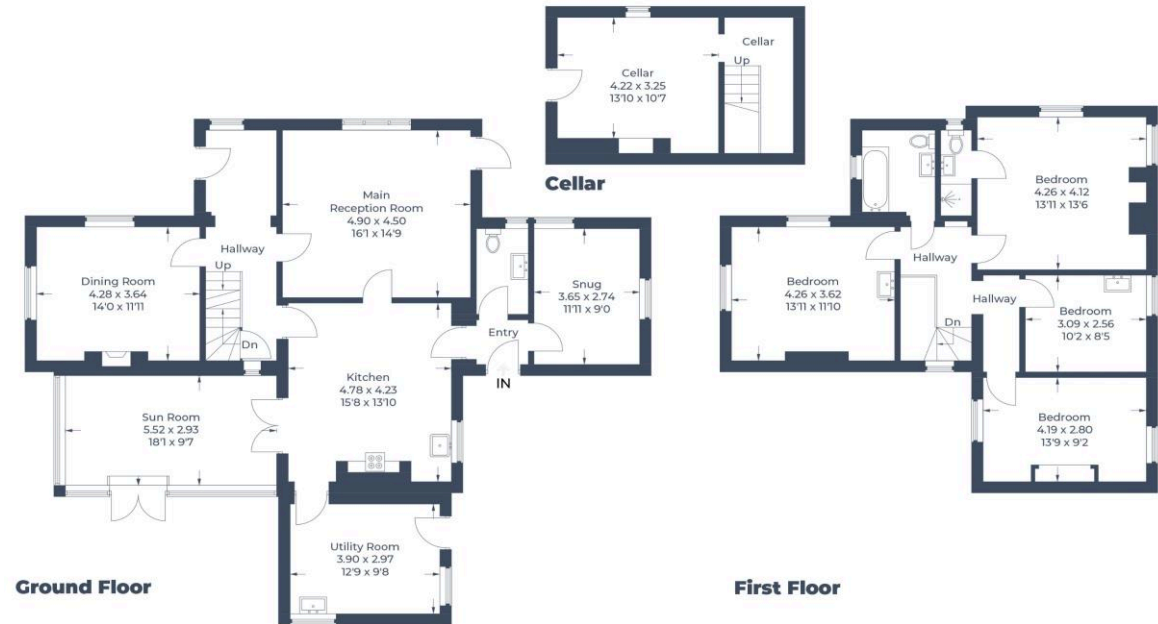 Cellar
4.22 x 3.25
13'10 x 10'7
Cellar
Up
Cellar
Main
Reception Room
4.90 x 4.50
16'1 x 14'9
Hallway
Up
Dn
Dining Room
4.28 x 3.64
14'0 x 11'11
Snug
3.65 x 2.74
11'11 x 9'0
Entry
IN
Kitchen
4.78 x 4.23
15'8 x 13'10
Sun Room
5.52 x 2.93
18'1 x 9'7
Utility Room
3.90 x 2.97
12'9 x 9'8
Ground Floor
Bedroom
4.26 x 4.12
13'11 x 13'6
Bedroom
4.26 x 3.62
13'11 x 11'10
Hallway
Hallway
Dn
Bedroom
3.09 x 2.56
10'2 x 8'5
Bedroom
4.19 x 2.80
13'9 x 9'2
First Floor